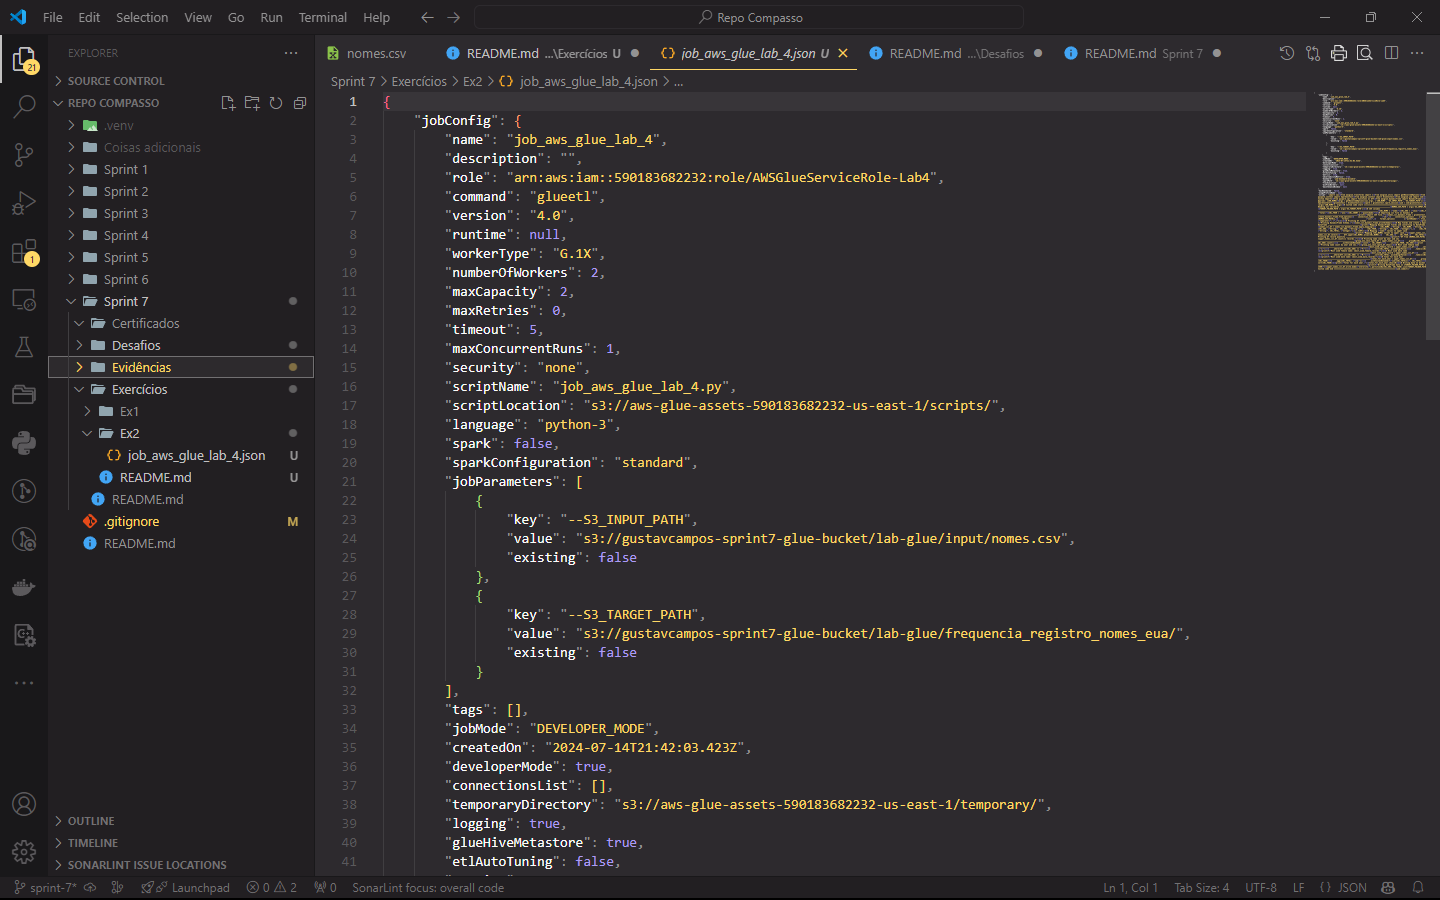 File Edit Selection View Go Run Terminal Help
Repo Compasso
EXPLORER
21
1
SOURCE CONTROL
REPO COMPASSO
.venv
Coisas adicionais
Sprint 1
Sprint 2
Sprint 3
Sprint 4
Sprint 5
Sprint 6
Sprint 7
Certificados
Desafios
Evidências
Exercícios
Ex1
Ex2
job_aws_glue_lab_4.json U
README.md U
README.md
.gitignore M
README.md
OUTLINE
TIMELINE
SONARLINT ISSUE LOCATIONS
nomes.csv README.md ...\Exercícios U job_aws_glue_lab_4.json U README.md ...\Desafios README.md Sprint 7
Sprint 7 > Exercícios > Ex2 > {} job_aws_glue_lab_4.json > ...
1 {
2 "jobConfig": {
3 "name": "job_aws_glue_lab_4",
4 "description": "",
5 "role": "arn:aws:iam::590183682232:role/AWSGlueServiceRole-Lab4",
6 "command": "glueetl",
7 "version": "4.0",
8 "runtime": null,
9 "workerType": "G.1X",
10 "numberOfWorkers": 2,
11 "maxCapacity": 2,
12 "maxRetries": 0,
13 "timeout": 5,
14 "maxConcurrentRuns": 1,
15 "security": "none",
16 "scriptName": "job_aws_glue_lab_4.py",
17 "scriptLocation": "s3://aws-glue-assets-590183682232-us-east-1/scripts/",
18 "language": "python-3",
19 "spark": false,
20 "sparkConfiguration": "standard",
21 "jobParameters": [
22 {
23 "key": "--S3_INPUT_PATH",
24 "value": "s3://gustavcampos-sprint7-glue-bucket/lab-glue/input/nomes.csv",
25 "existing": false
26 },
27 {
28 "key": "--S3_TARGET_PATH",
29 "value": "s3://gustavcampos-sprint7-glue-bucket/lab-glue/frequencia_registro_nomes_eua/",
30 "existing": false
31 }
32 ],
33 "tags": [],
34 "jobMode": "DEVELOPER_MODE",
35 "createdOn": "2024-07-14T21:42:03.423Z",
36 "developerMode": true,
37 "connectionsList": [],
38 "temporaryDirectory": "s3://aws-glue-assets-590183682232-us-east-1/temporary/",
39 "logging": true,
40 "glueHiveMetastore": true,
41 "etlAutoTuning": false,
sprint-7* Launchpad 0 2 0 SonarLint focus: overall code Ln 1, Col 1 Tab Size: 4 UTF-8 LF {} JSON